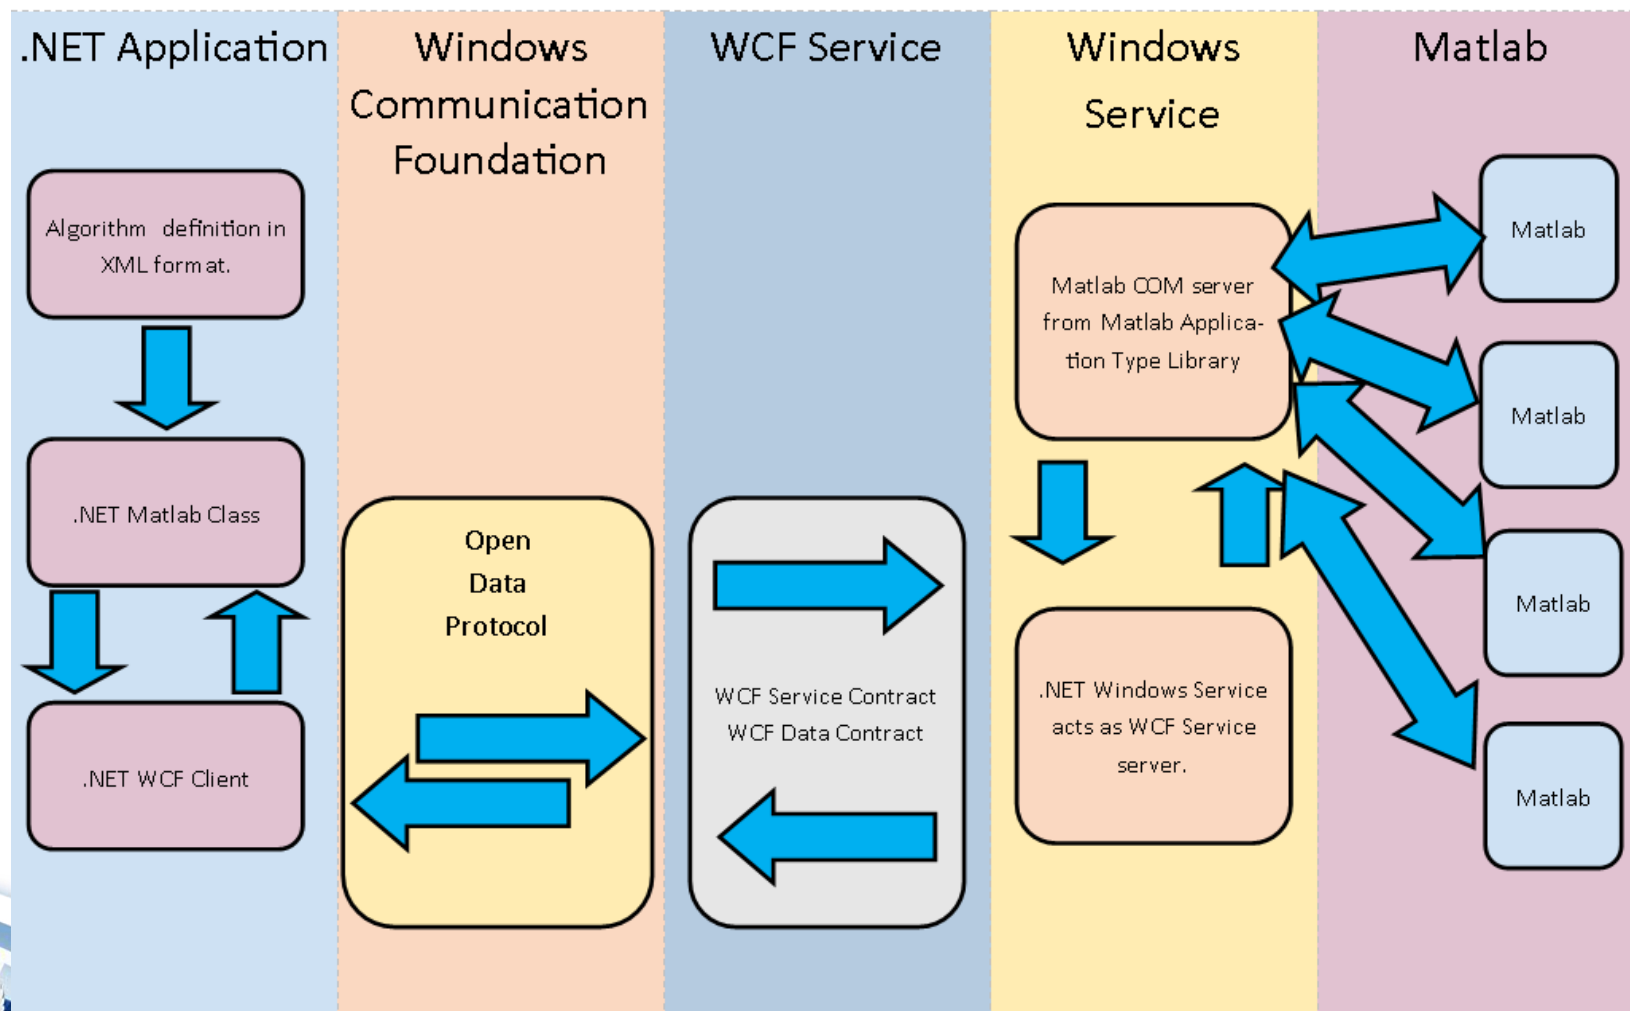 .NET Application
Windows
Communication
Foundation
WCF Service
Windows
Service
Matlab
Algorithm definition in
XML format.
.NET Matlab Class
.NET WCF Client
Open
Data
Protocol
WCF Service Contract
WCF Data Contract
Matlab COM server
from Matlab Applica-
tion Type Library
.NET Windows Service
acts as WCF Service
server.
Matlab
Matlab
Matlab
Matlab